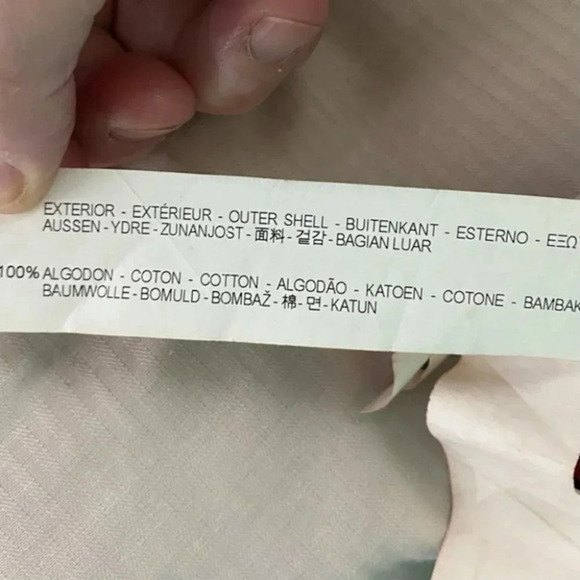 EXTERIOR - EXTÉRIEUR - OUTER SHELL - BUITENKANT - ESTERNO - ΕΞΩ
AUSSEN - YDRE - ZUNANJOST - 面料 - 겉감 - BAGIAN LUAR
100% ALGODON - COTON - COTTON - ALGODÃO - KATOEN - COTONE - BAMBAK
BAUMWOLLE - BOMULD - BOMBAŽ - 棉 - 면 - KATUN